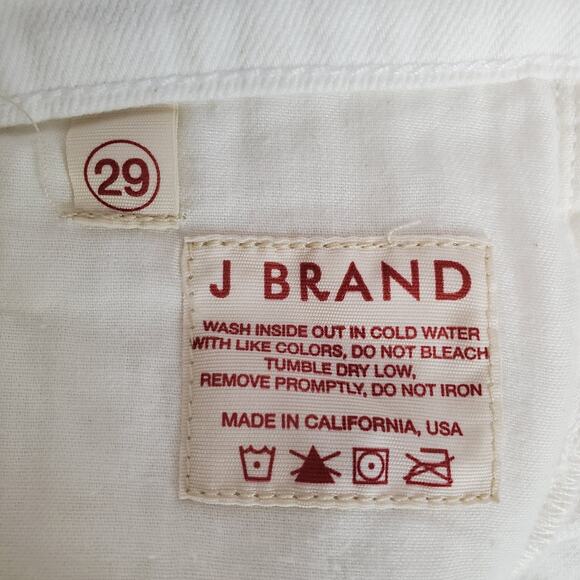 29
J BRAND
WASH INSIDE OUT IN COLD WATER
WITH LIKE COLORS, DO NOT BLEACH
TUMBLE DRY LOW,
REMOVE PROMPTLY, DO NOT IRON
MADE IN CALIFORNIA, USA